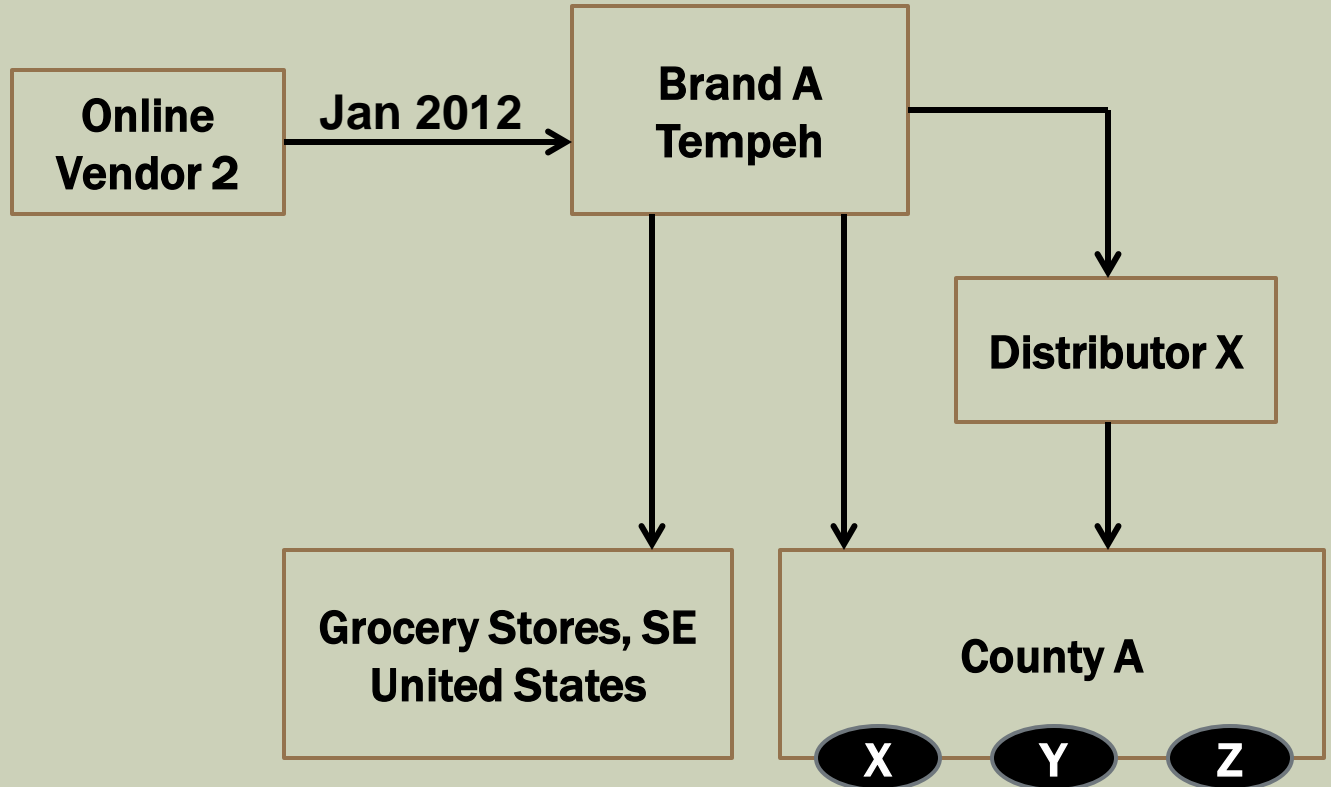 Online
Vendor 2
Jan 2012
Brand A
Tempeh
Distributor X
Grocery Stores, SE
United States
County A
X
Y
Z